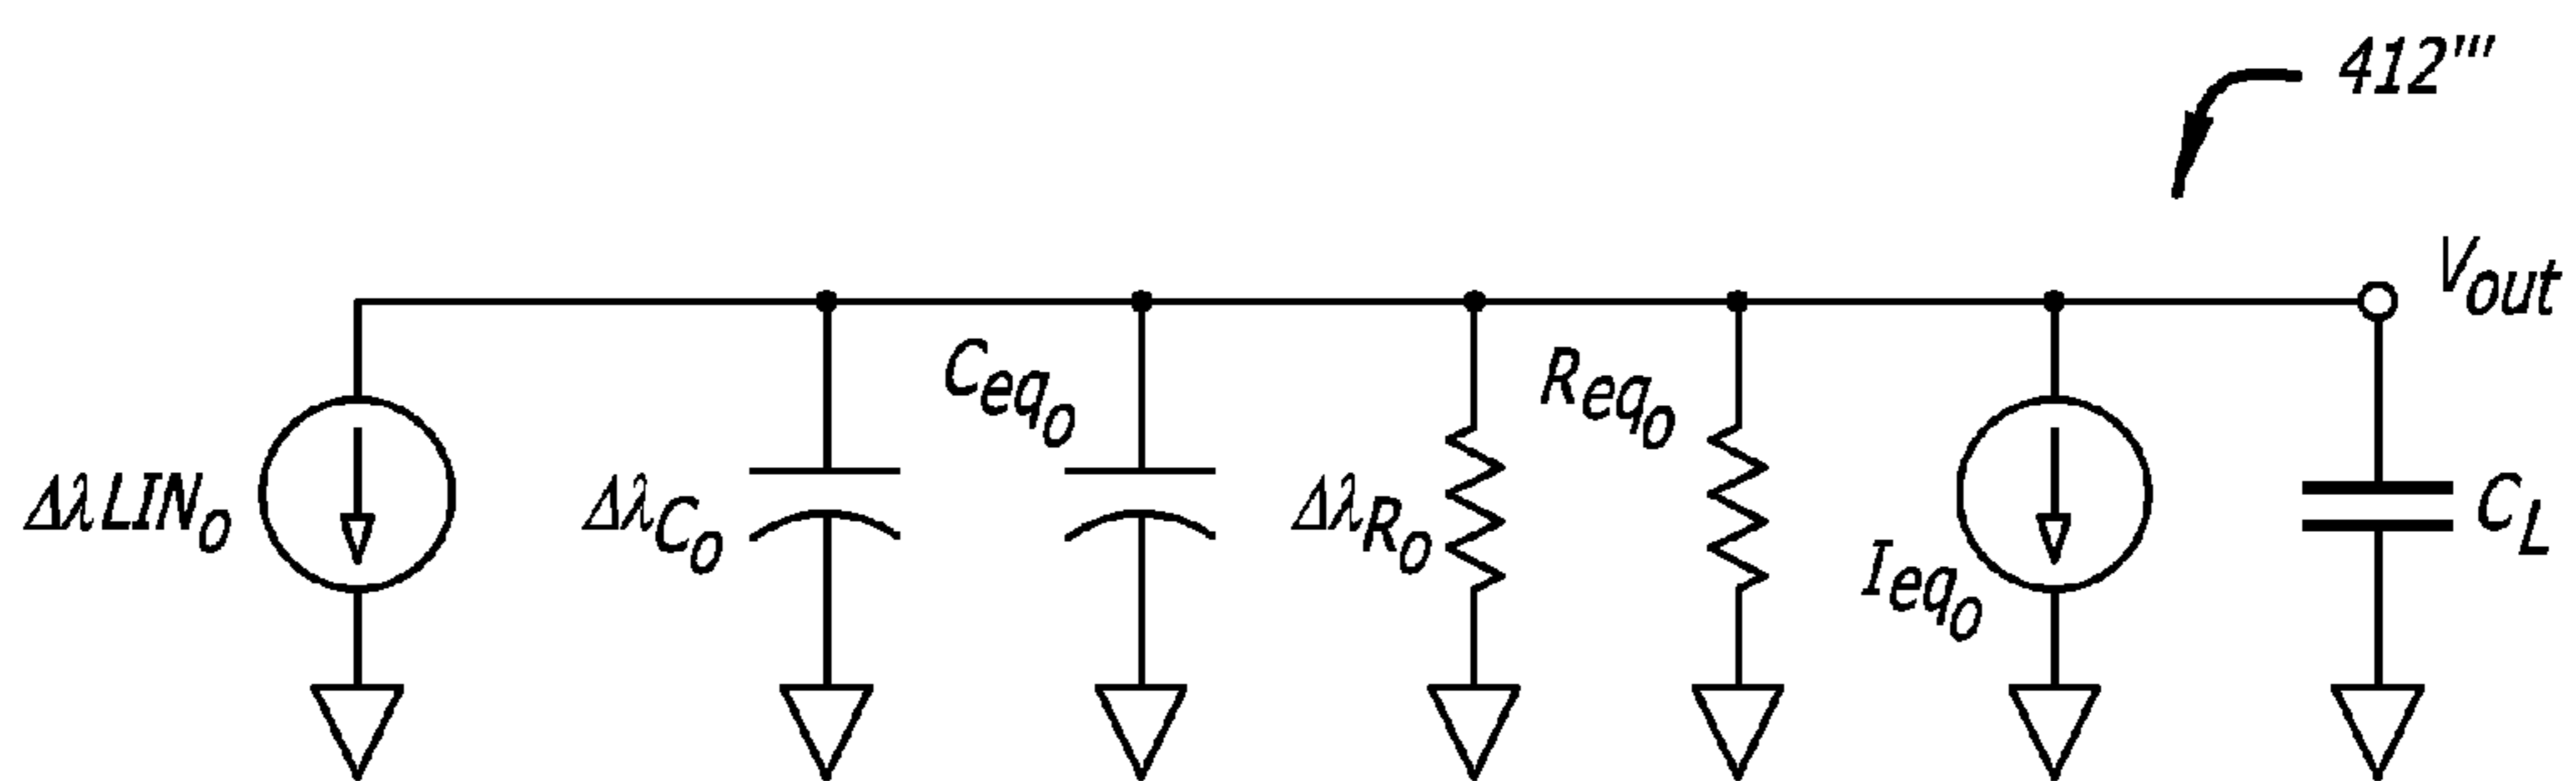 412'''
Vout
Ceqo
Reqo
ΔλLINo
ΔλCo
ΔλRo
Ieqo
CL